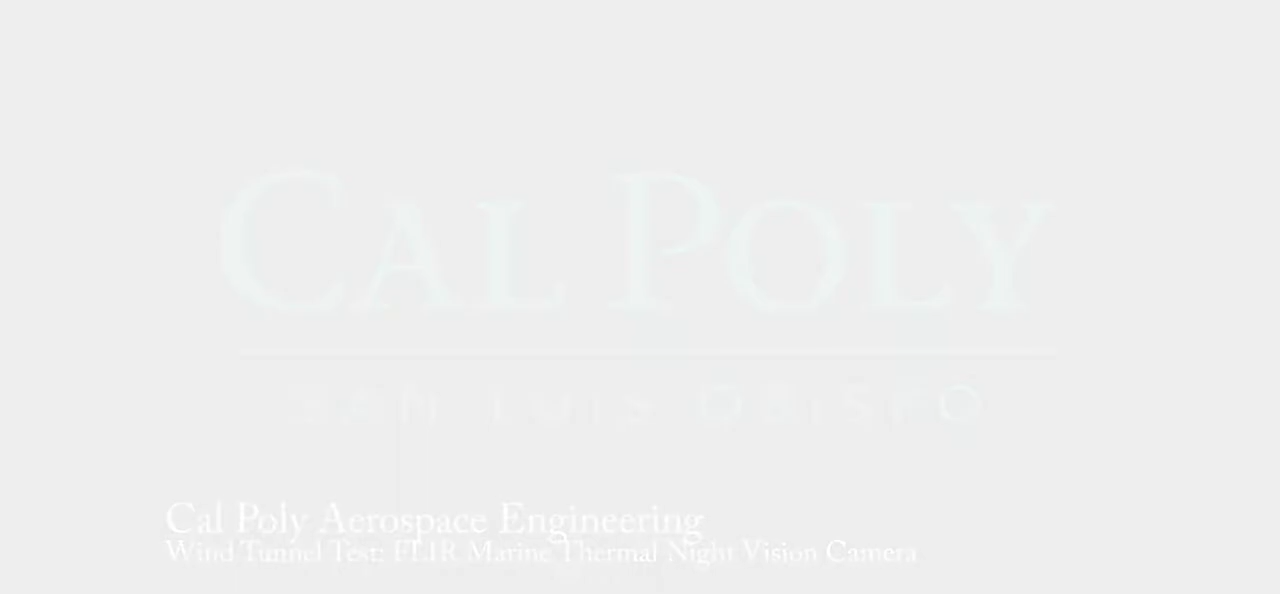 CAL POLY
SAN LUIS OBISPO
Cal Poly Aerospace Engineering
Wind Tunnel Test: FLIR Marine Thermal Night Vision Camera